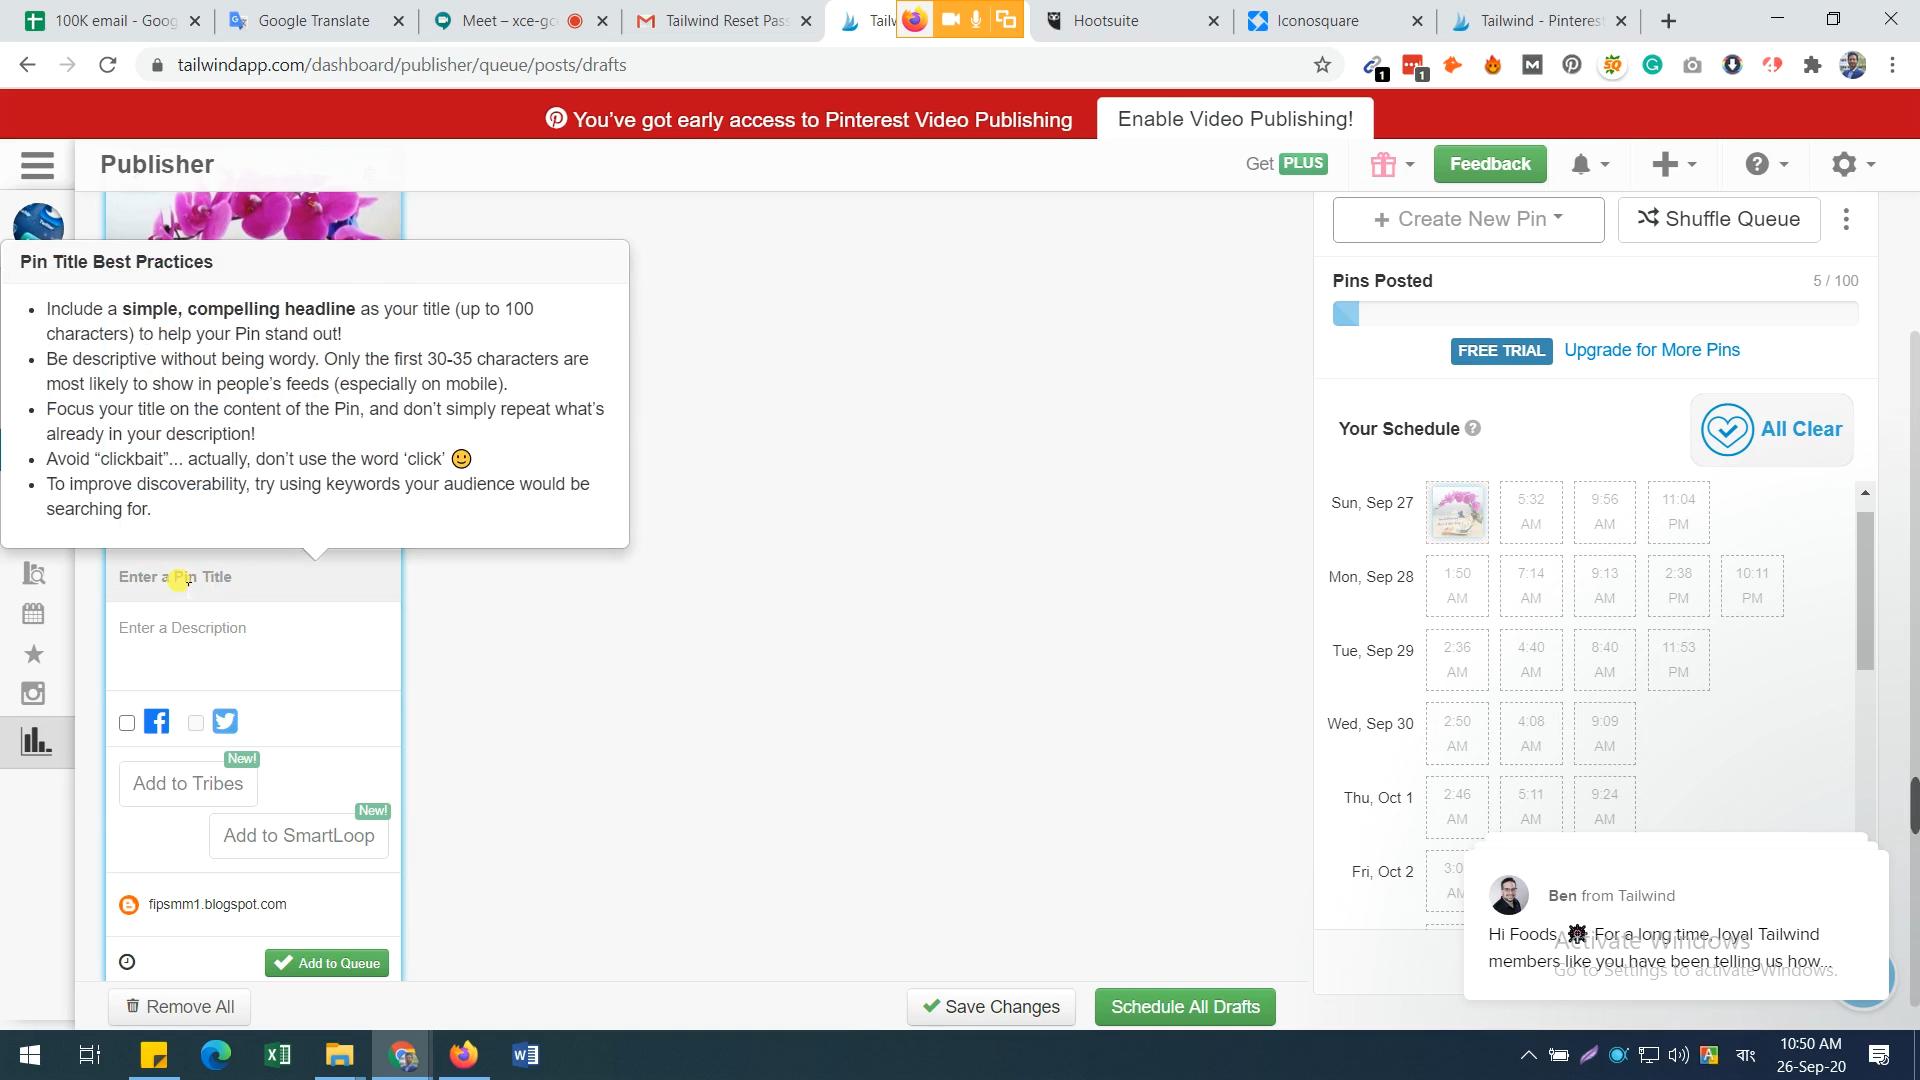 100K email - Goog
Google Translate
Meet – xce-gc
Tailwind Reset Pass
Tailw
Hootsuite
Iconosquare
Tailwind - Pinterest
tailwindapp.com/dashboard/publisher/queue/posts/drafts
1
1
You've got early access to Pinterest Video Publishing
Enable Video Publishing!
Publisher
Get PLUS
Feedback
Create New Pin
Shuffle Queue
Pin Title Best Practices
Include a simple, compelling headline as your title (up to 100
characters) to help your Pin stand out!
Be descriptive without being wordy. Only the first 30-35 characters are
most likely to show in people's feeds (especially on mobile).
Focus your title on the content of the Pin, and don't simply repeat what's
already in your description!
Avoid “clickbait”... actually, don't use the word ‘click’
To improve discoverability, try using keywords your audience would be
searching for.
Enter a Pin Title
Enter a Description
New!
Add to Tribes
New!
Add to SmartLoop
fipsmm1.blogspot.com
Add to Queue
Remove All
Save Changes
Schedule All Drafts
Pins Posted 5 / 100
FREE TRIAL Upgrade for More Pins
Your Schedule
All Clear
Sun, Sep 27 5:32 AM 9:56 AM 11:04 PM
Mon, Sep 28 1:50 AM 7:14 AM 9:13 AM 2:38 PM 10:11 PM
Tue, Sep 29 2:36 AM 4:40 AM 8:40 AM 11:53 PM
Wed, Sep 30 2:50 AM 4:08 AM 9:09 AM
Thu, Oct 1 2:46 AM 5:11 AM 9:24 AM
Fri, Oct 2 3:0 AM
Ben from Tailwind
Hi Foods For a long time, loyal Tailwind
members like you have been telling us how...
Activate Windows
Go to Settings to activate Windows.
বাং
10:50 AM
26-Sep-20